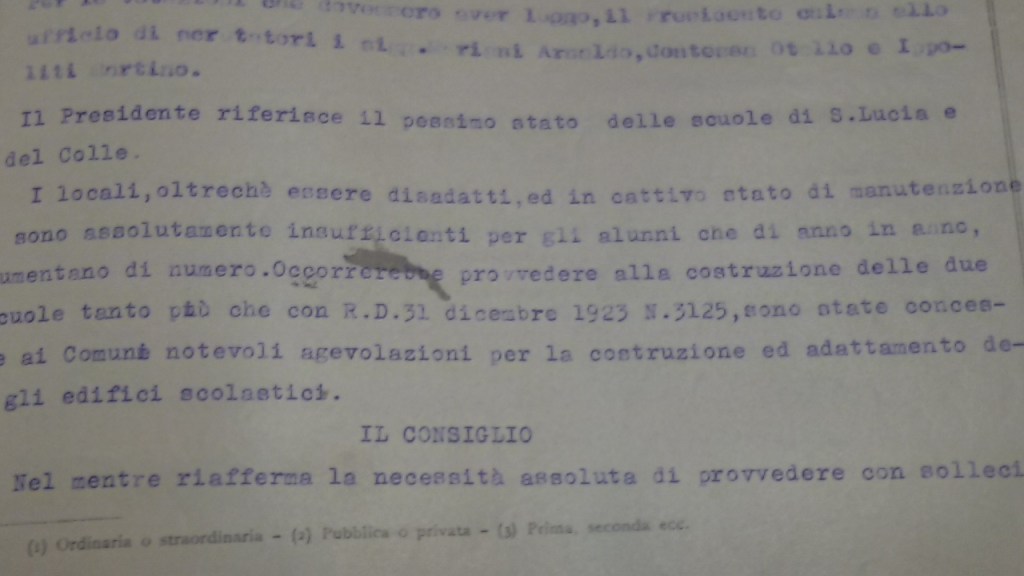 ufficio di scrutatori i sigg. Mariani Arnaldo,Contessa Otello e Ippo-
liti Martino.
Il Presidente riferisce il pessimo stato delle scuole di S.Lucia e
del Colle.
I locali,oltrechè essere disadatti,ed in cattivo stato di manutenzione
sono assolutamente insufficienti per gli alunni che di anno in anno,
umentano di numero.Occorrerebbe provvedere alla costruzione delle due
cuole tanto più che con R.D.31 dicembre 1923 N.3125,sono state conces-
e ai Comuni notevoli agevolazioni per la costruzione ed adattamento de-
gli edifici scolastici.
IL CONSIGLIO
Nel mentre riafferma la necessità assoluta di provvedere con solleci
(1) Ordinaria o straordinaria – (2) Pubblica o privata – (3) Prima, seconda ecc.